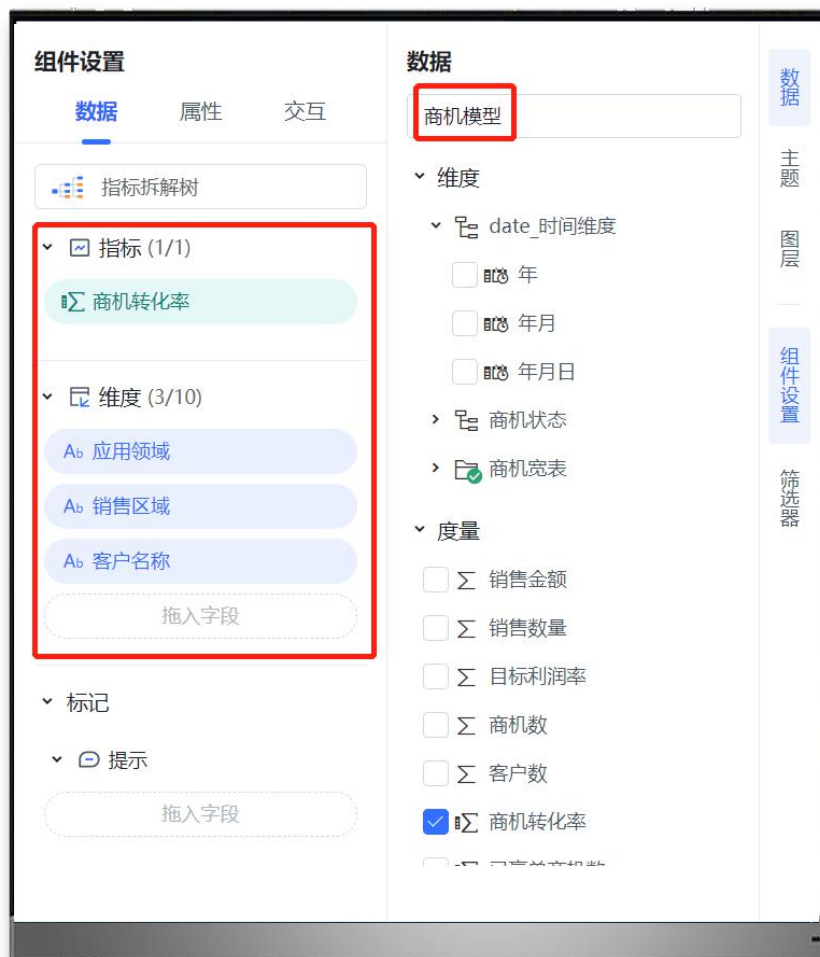 组件设置
数据
属性
交互
指标拆解树
指标 (1/1)
商机转化率
维度 (3/10)
Ab 应用领域
Ab 销售区域
Ab 客户名称
拖入字段
标记
提示
拖入字段
数据
商机模型
维度
date_时间维度
年
年月
年月日
商机状态
商机宽表
度量
∑ 销售金额
∑ 销售数量
∑ 目标利润率
∑ 商机数
∑ 客户数
商机转化率
数据
主题
图层
组件设置
筛选器